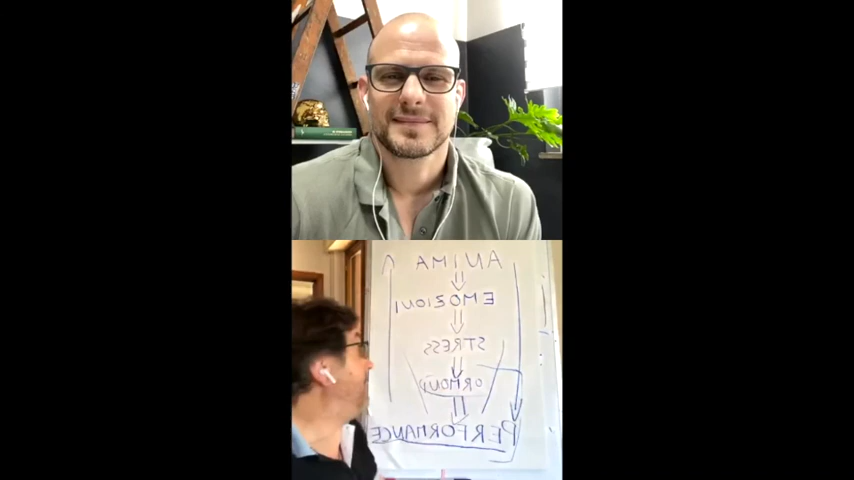 ANIMA
EMOZIONI
STRESS
ORMONI
PERFORMANCE